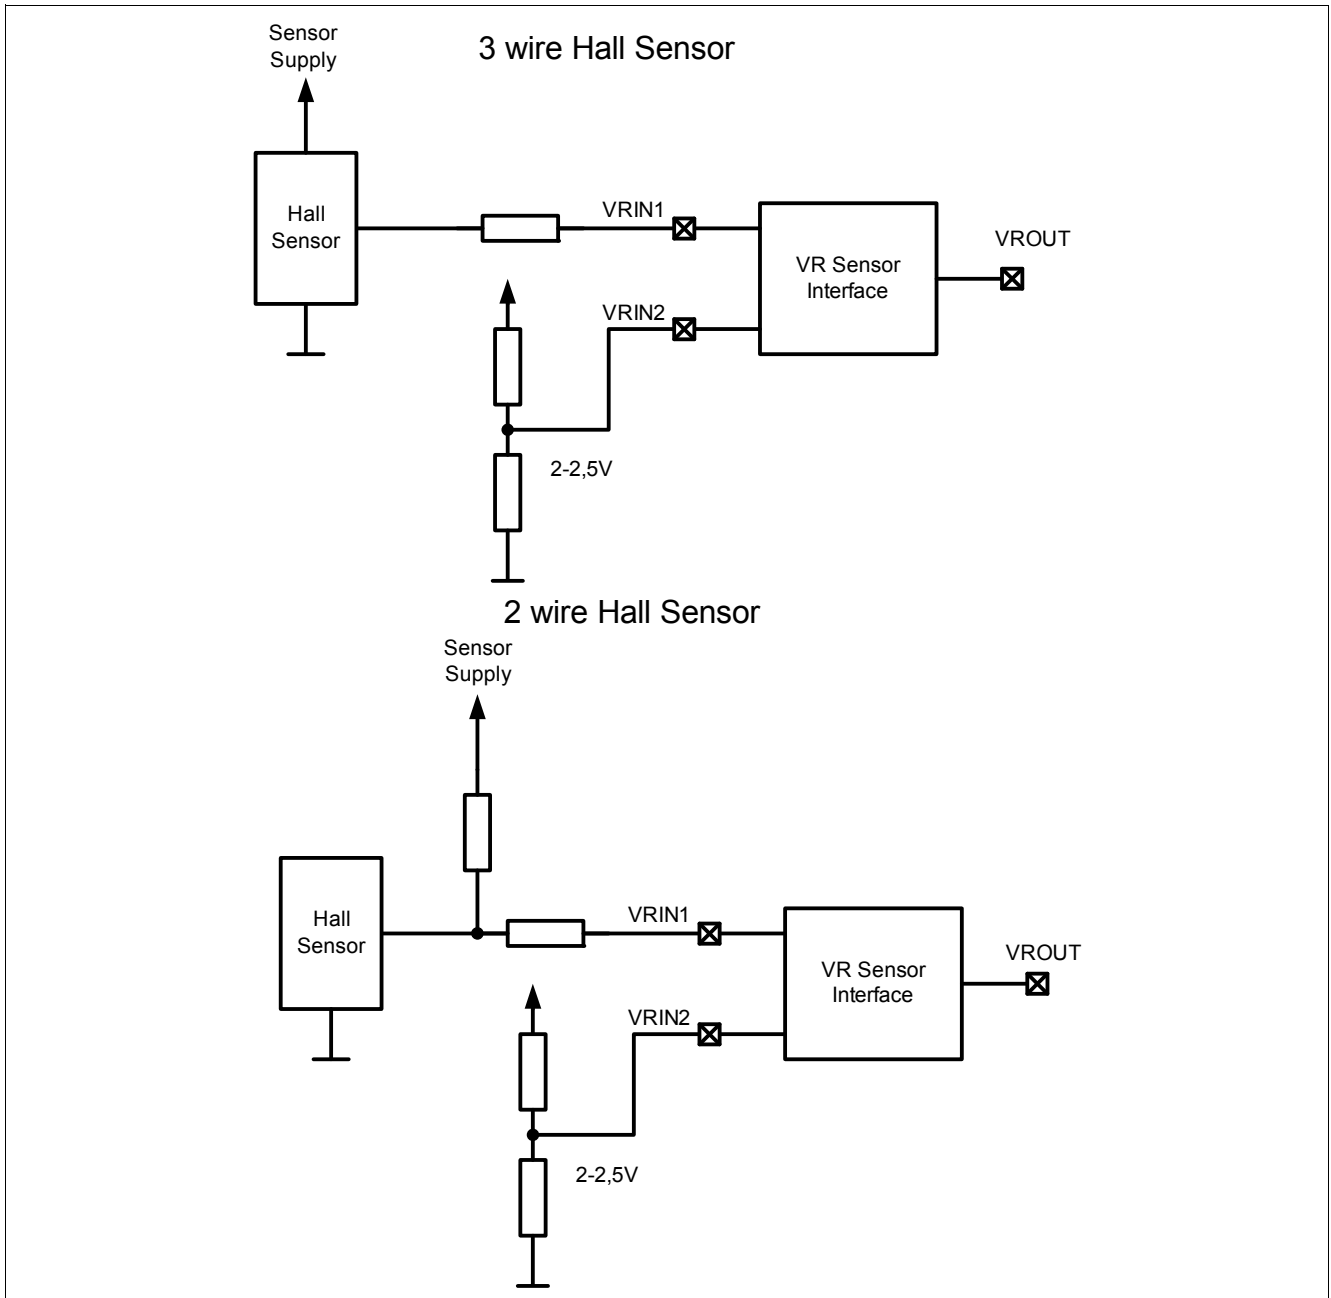 3 wire Hall Sensor
Sensor
Supply
Hall
Sensor
VRIN1
VR Sensor
Interface
VROUT
VRIN2
2-2,5V
2 wire Hall Sensor
Sensor
Supply
Hall
Sensor
VRIN1
VR Sensor
Interface
VROUT
VRIN2
2-2,5V